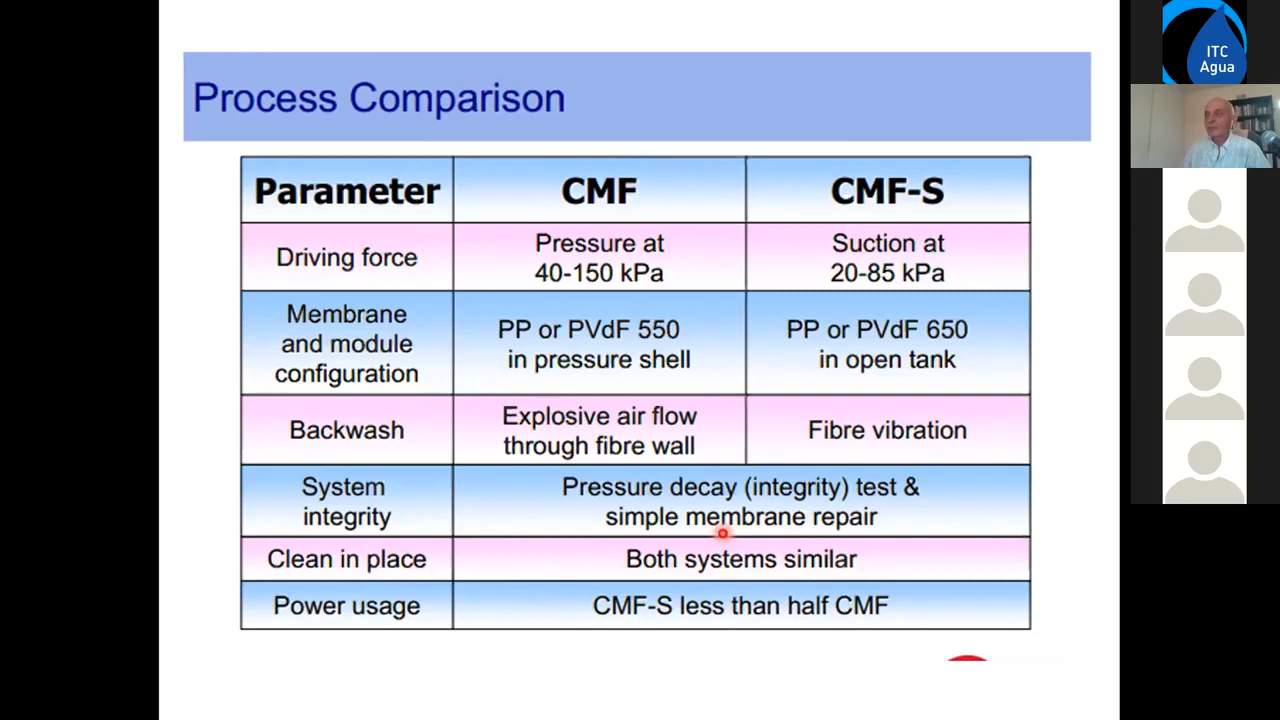 Process Comparison
Parameter
CMF
CMF-S
Driving force
Pressure at
40-150 kPa
Suction at
20-85 kPa
Membrane
and module
configuration
PP or PVdF 550
in pressure shell
PP or PVdF 650
in open tank
Backwash
Explosive air flow
through fibre wall
Fibre vibration
System
integrity
Pressure decay (integrity) test &
simple membrane repair
Clean in place
Both systems similar
Power usage
CMF-S less than half CMF
ITC
Agua